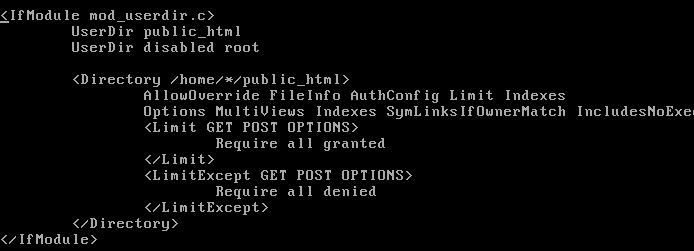 <IfModule mod_userdir.c>
UserDir public_html
UserDir disabled root
<Directory /home/*/public_html>
AllowOverride FileInfo AuthConfig Limit Indexes
Options MultiViews Indexes SymLinksIfOwnerMatch IncludesNoExe
<Limit GET POST OPTIONS>
Require all granted
</Limit>
<LimitExcept GET POST OPTIONS>
Require all denied
</LimitExcept>
</Directory>
</IfModule>